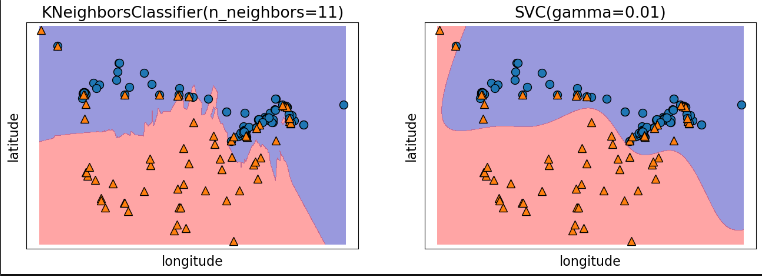 KNeighborsClassifier(n_neighbors=11)
SVC(gamma=0.01)
latitude
latitude
longitude
longitude